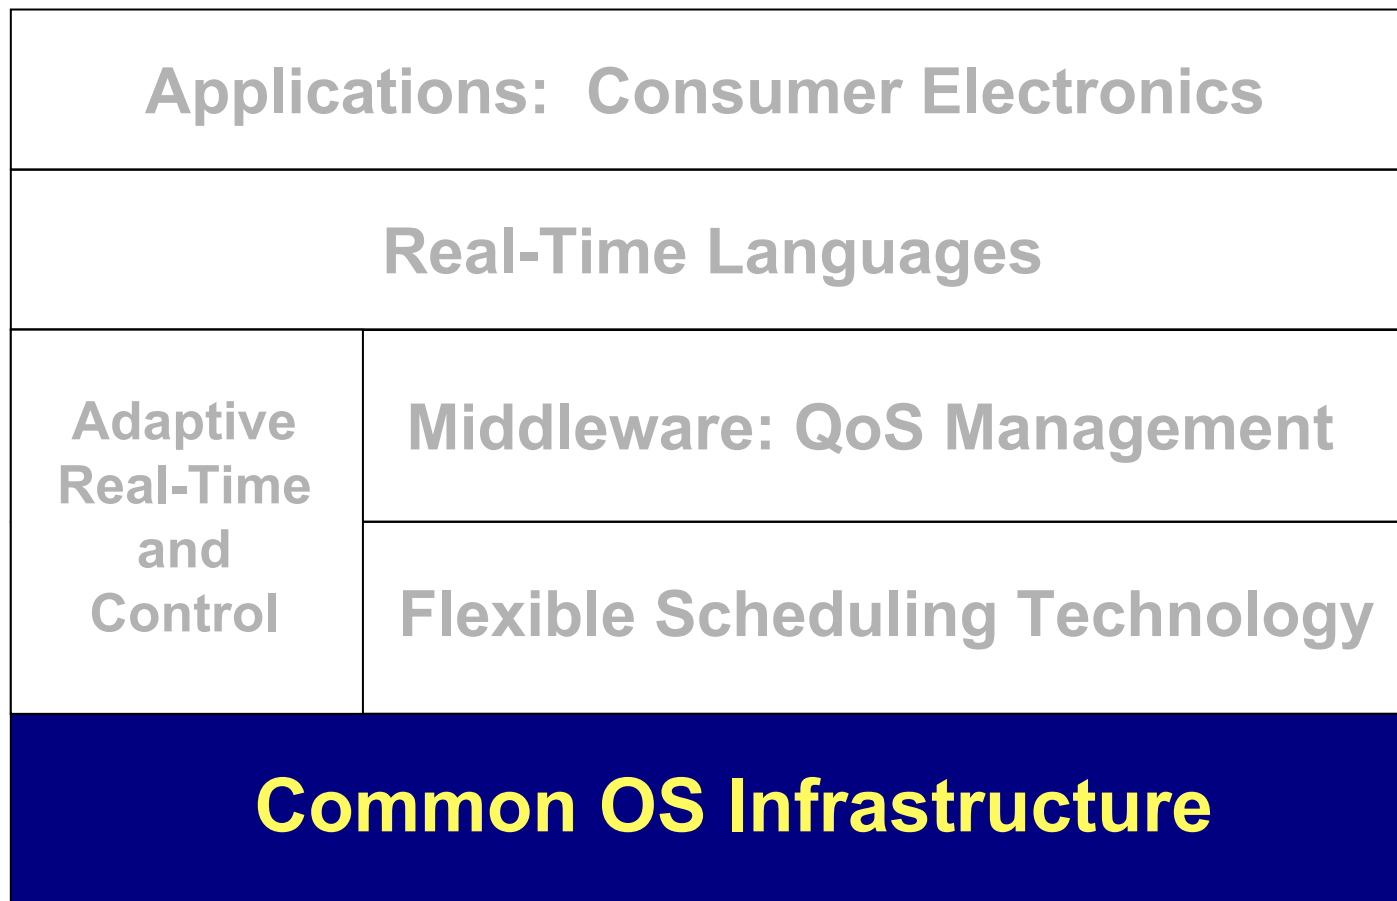 Applications: Consumer Electronics
Real-Time Languages
Adaptive
Real-Time
and
Control
Middleware: QoS Management
Flexible Scheduling Technology
Common OS Infrastructure